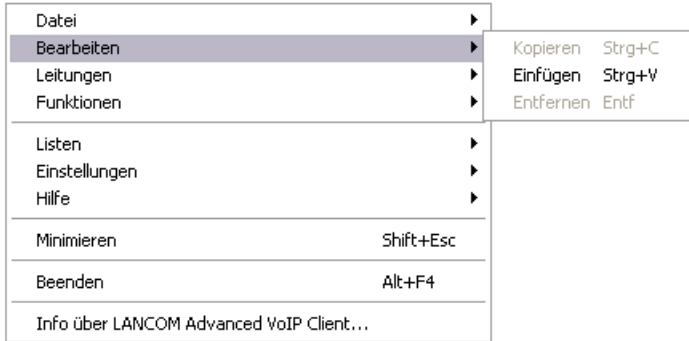 Datei
Bearbeiten
Leitungen
Funktionen
Listen
Einstellungen
Hilfe
Minimieren Shift+Esc
Beenden Alt+F4
Info über LANCOM Advanced VoIP Client...
Kopieren Strg+C
Einfügen Strg+V
Entfernen Entf